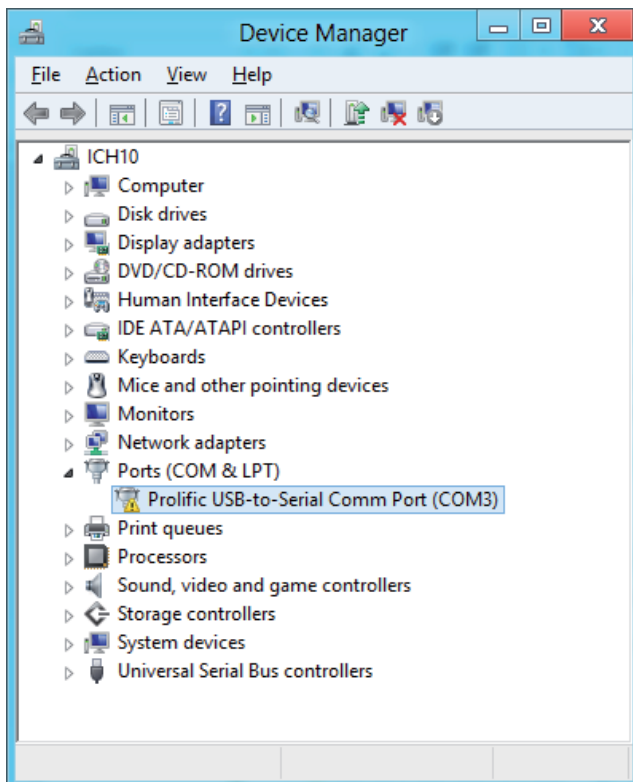 Device Manager
File Action View Help
ICH10
Computer
Disk drives
Display adapters
DVD/CD-ROM drives
Human Interface Devices
IDE ATA/ATAPI controllers
Keyboards
Mice and other pointing devices
Monitors
Network adapters
Ports (COM & LPT)
Prolific USB-to-Serial Comm Port (COM3)
Print queues
Processors
Sound, video and game controllers
Storage controllers
System devices
Universal Serial Bus controllers